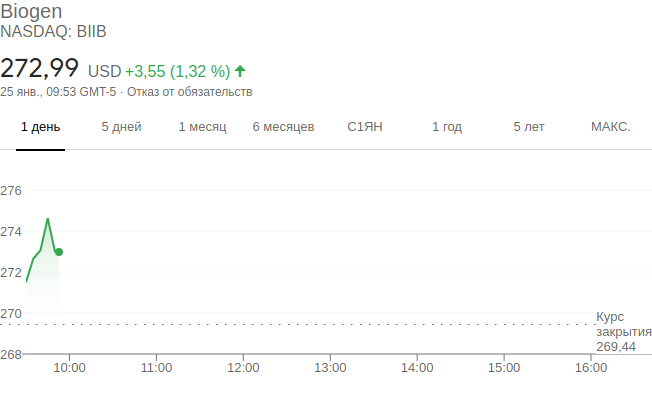 Biogen
NASDAQ: BIIB
272,99 USD +3,55 (1,32 %)
25 янв., 09:53 GMT-5 · Отказ от обязательств
1 день 5 дней 1 месяц 6 месяцев С1ЯН 1 год 5 лет МАКС.
276
274
272
270
Курс
закрытия
269,44
268
10:00 11:00 12:00 13:00 14:00 15:00 16:00